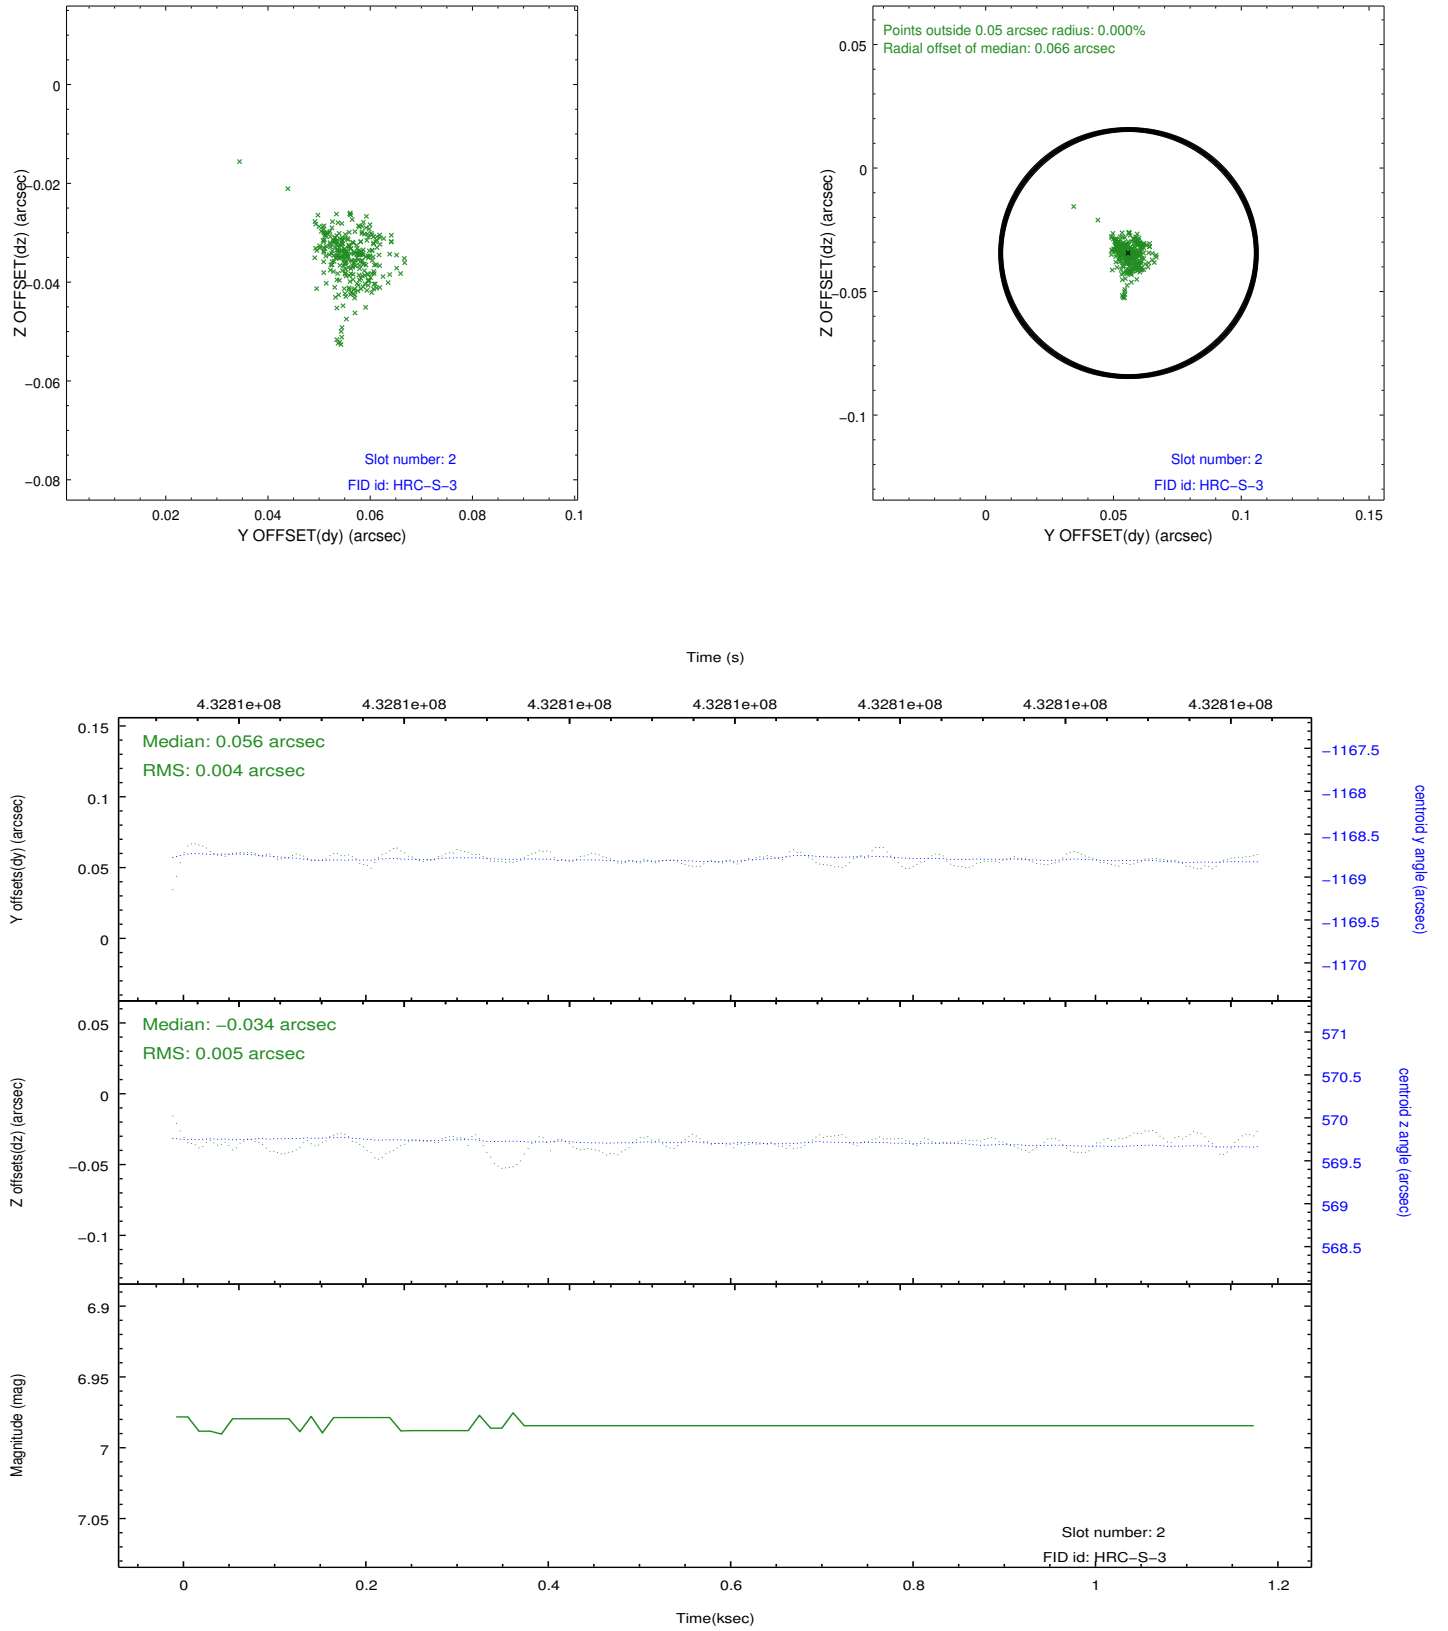 0
−0.02
−0.04
−0.06
−0.08
Z OFFSET(dz) (arcsec)
Slot number: 2
FID id: HRC−S−3
0.02 0.04 0.06 0.08 0.1
Y OFFSET(dy) (arcsec)
Points outside 0.05 arcsec radius: 0.000%
Radial offset of median: 0.066 arcsec
0.05
0
−0.05
−0.1
Z OFFSET(dz) (arcsec)
Slot number: 2
FID id: HRC−S−3
0 0.05 0.1 0.15
Y OFFSET(dy) (arcsec)
Time (s)
4.3281e+08 4.3281e+08 4.3281e+08 4.3281e+08 4.3281e+08 4.3281e+08 4.3281e+08
Median: 0.056 arcsec
RMS: 0.004 arcsec
0.15
0.1
0.05
0
Y offsets(dy) (arcsec)
−1167.5
−1168
−1168.5
−1169
−1169.5
−1170
centroid y angle (arcsec)
Median: −0.034 arcsec
RMS: 0.005 arcsec
0.05
0
−0.05
−0.1
Z offsets(dz) (arcsec)
571
570.5
570
569.5
569
568.5
centroid z angle (arcsec)
6.9
6.95
7
7.05
Magnitude (mag)
Slot number: 2
FID id: HRC−S−3
0 0.2 0.4 0.6 0.8 1 1.2
Time(ksec)